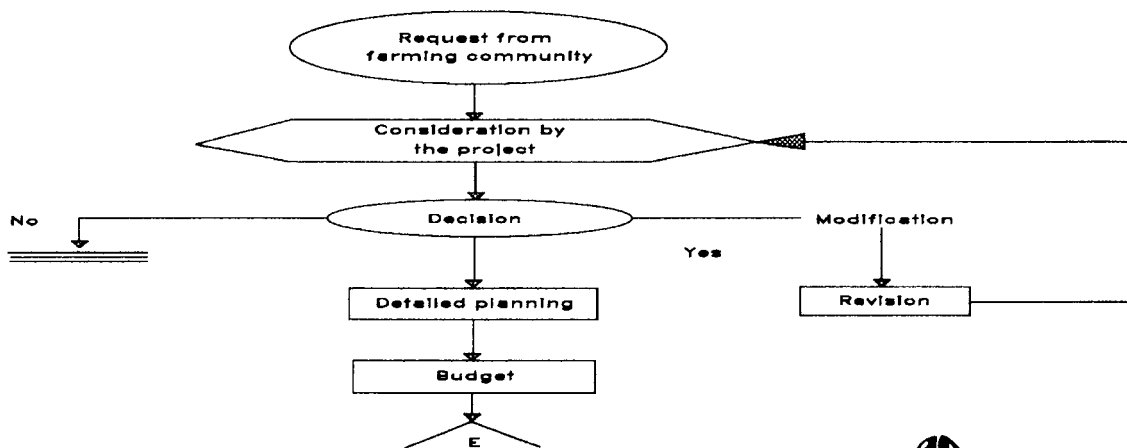 Request from
farming community
Consideration by
the project
No
Decision
Modification
Yes
Detailed planning
Revision
Budget
E